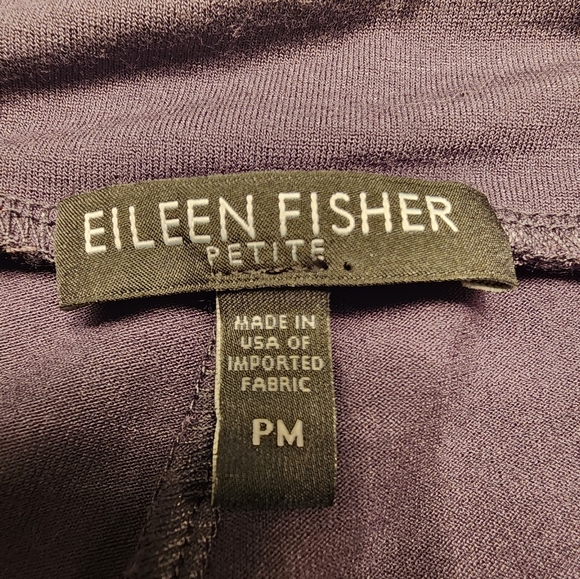 EILEEN FISHER
PETITE
MADE IN
USA OF
IMPORTED
FABRIC
PM